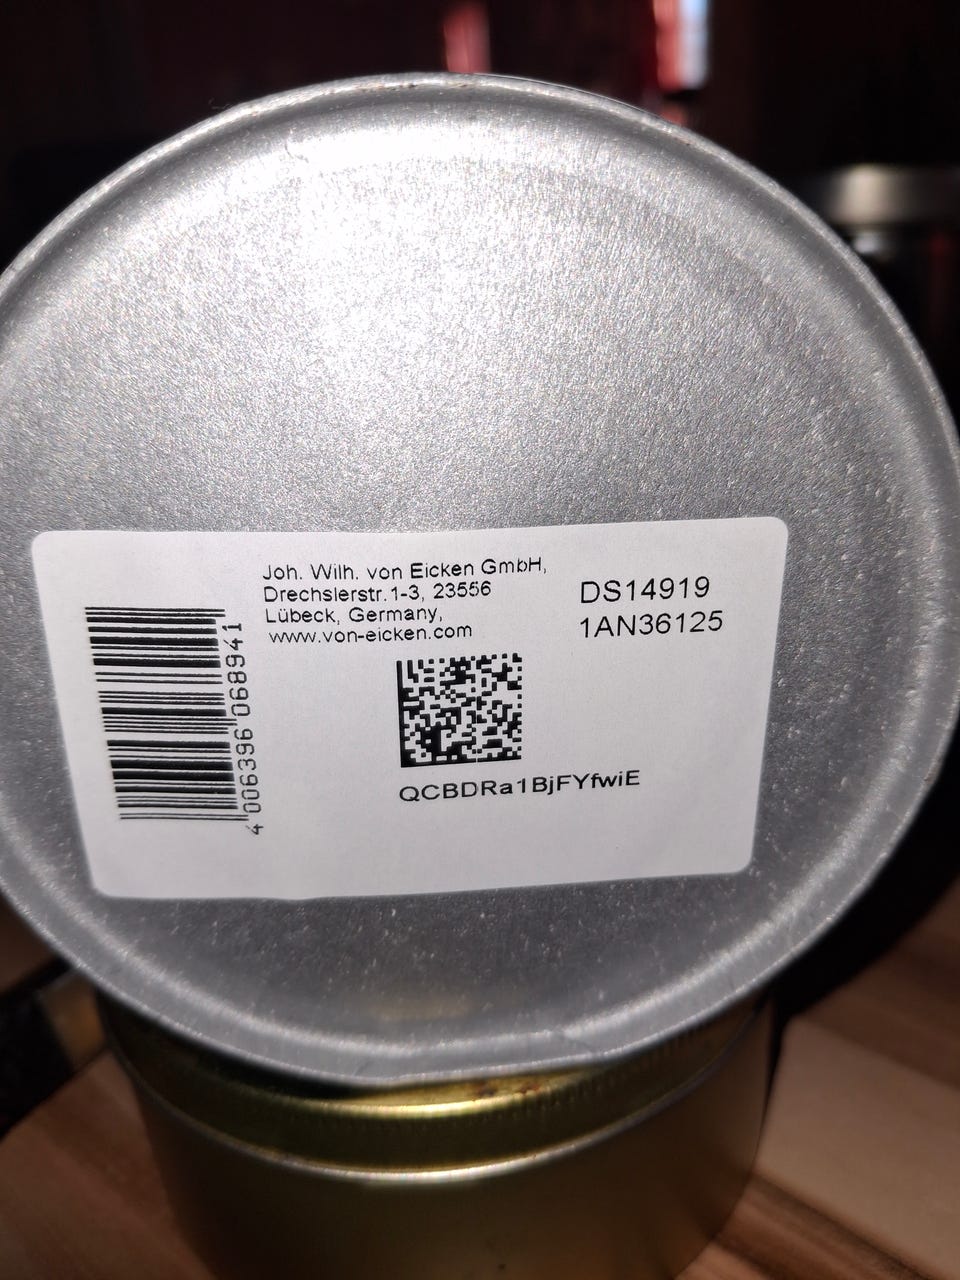 Joh. Wilh. von Eicken GmbH,
Drechslerstr.1-3, 23556
Lübeck, Germany,
www.von-eicken.com
DS14919
1AN36125
4 006396 068941
QCBDRa1BjFYfwiE